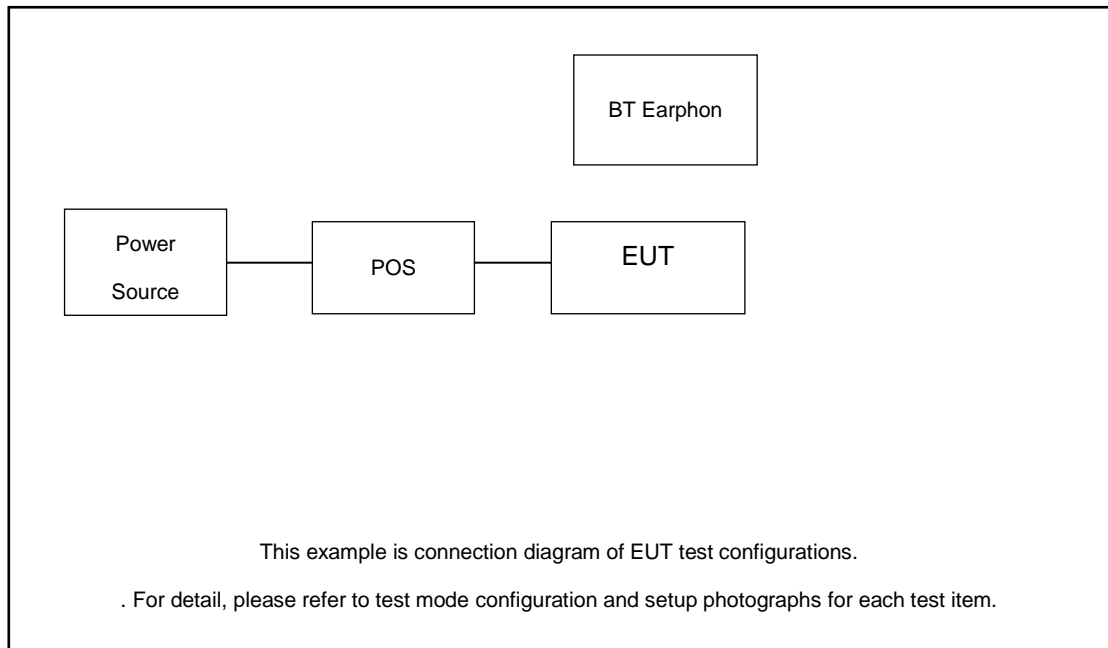 BT Earphon
Power
Source
POS
EUT
This example is connection diagram of EUT test configurations.
. For detail, please refer to test mode configuration and setup photographs for each test item.